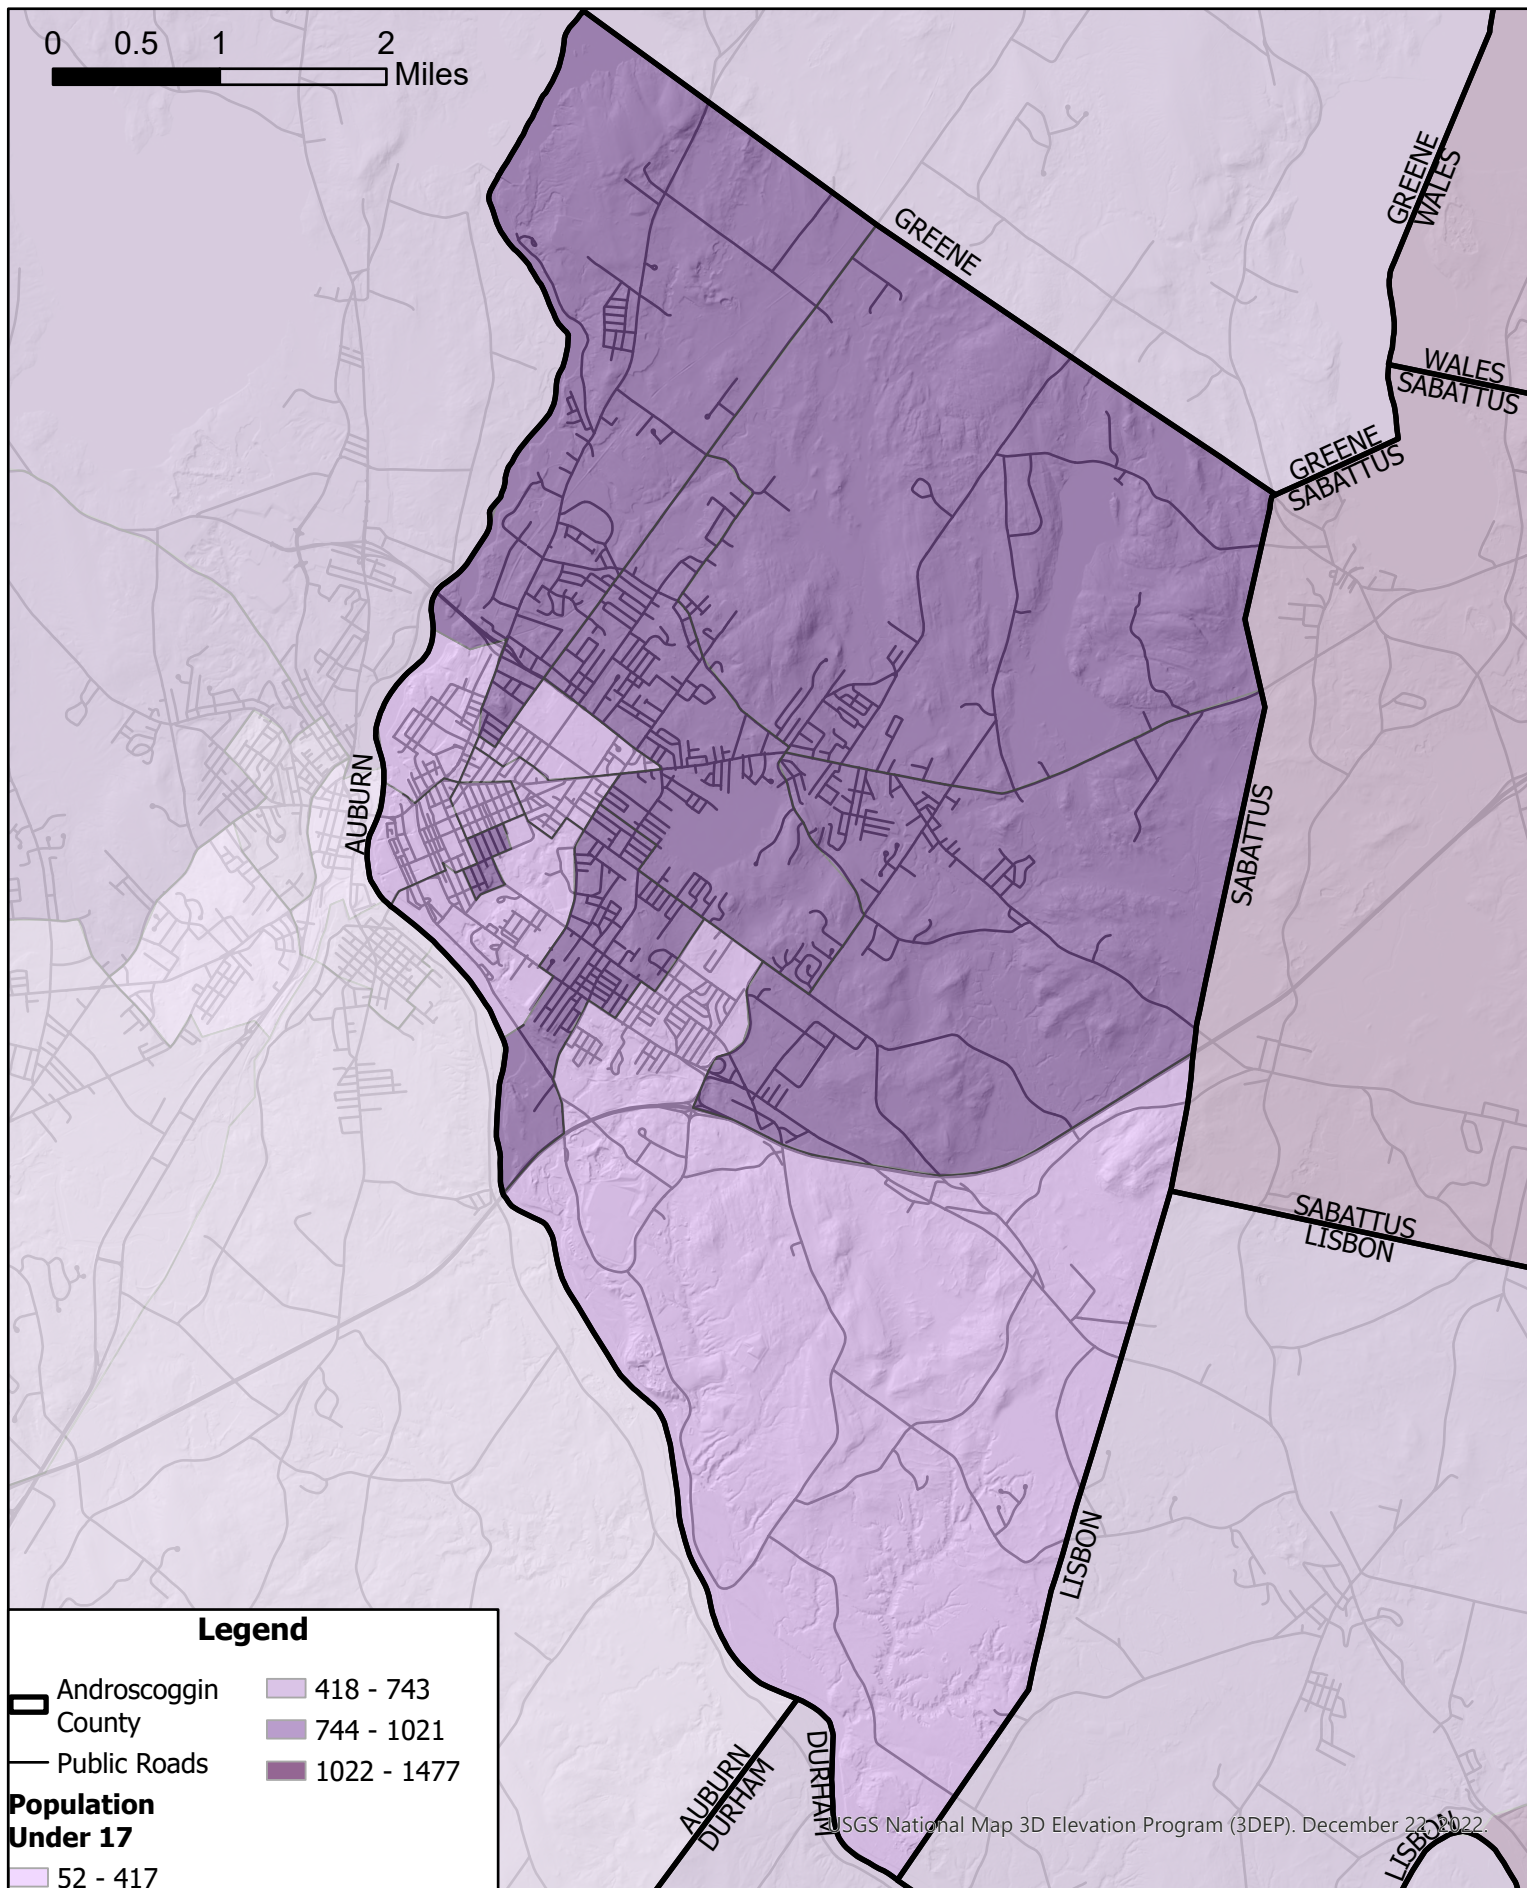 0 0.5 1 2
Miles
GREENE
GREENE
WALES
WALES
SABATTUS
GREENE
SABATTUS
AUBURN
SABATTUS
SABATTUS
LISBON
LISBON
AUBURN
DURHAM
DURHAM
LISBON
USGS National Map 3D Elevation Program (3DEP). December 22, 2022.
Legend
Androscoggin
County
Public Roads
Population
Under 17
52 - 417
418 - 743
744 - 1021
1022 - 1477